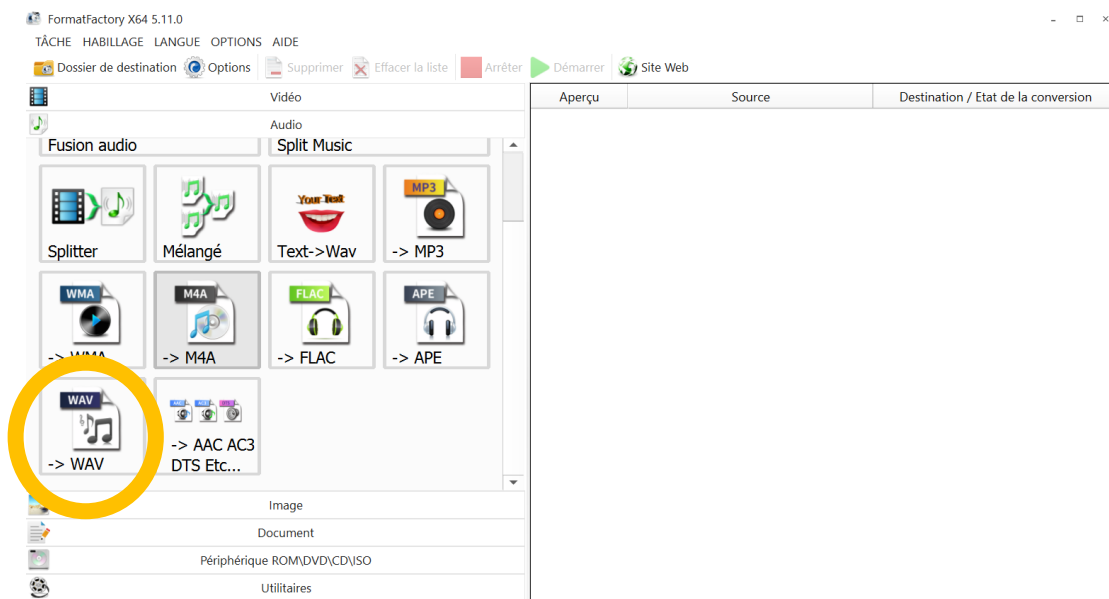 FormatFactory X64 5.11.0
TÂCHE HABILLAGE LANGUE OPTIONS AIDE
Dossier de destination Options Supprimer Effacer la liste Arrêter Démarrer Site Web
Vidéo
Aperçu Source Destination / Etat de la conversion
Audio
Fusion audio Split Music
Your Text MP3
Splitter Mélangé Text->Wav -> MP3
WMA M4A FLAC APE
-> WMA -> M4A -> FLAC -> APE
WAV
-> WAV
-> AAC AC3
DTS Etc...
Image
Document
Périphérique ROM\DVD\CD\ISO
Utilitaires